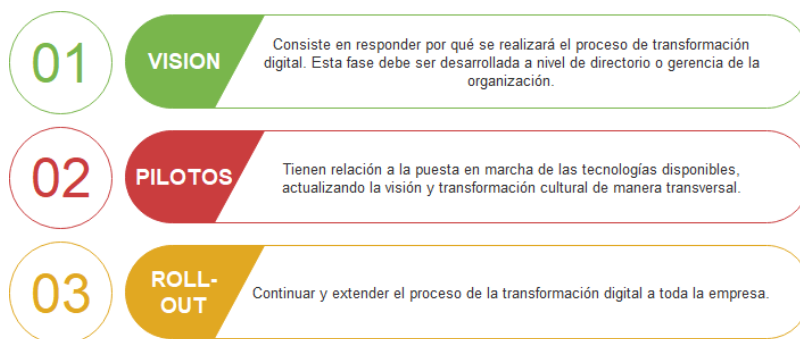 01
VISION
Consiste en responder por qué se realizará el proceso de transformación
digital. Esta fase debe ser desarrollada a nivel de directorio o gerencia de la
organización.
02
PILOTOS
Tienen relación a la puesta en marcha de las tecnologías disponibles,
actualizando la visión y transformación cultural de manera transversal.
03
ROLL-
OUT
Continuar y extender el proceso de la transformación digital a toda la empresa.